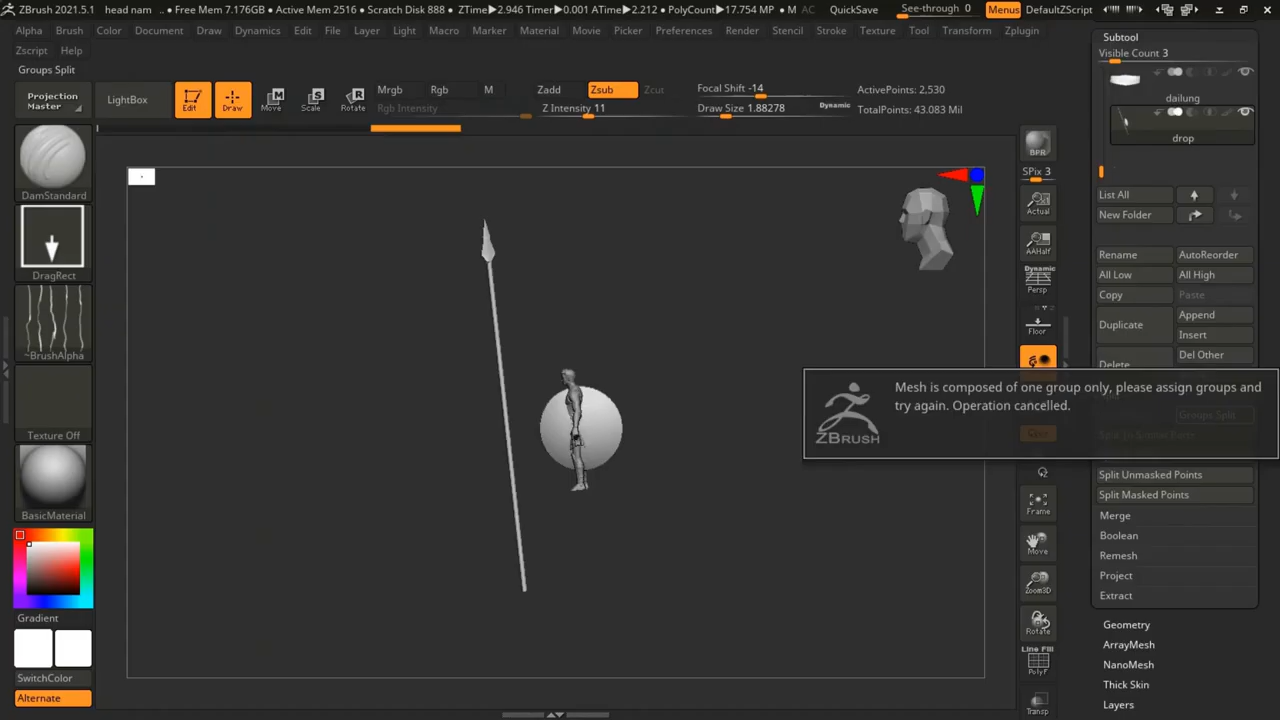 ZBrush 2021.5.1 head nam .. • Free Mem 7.176GB • Active Mem 2516 • Scratch Disk 888 • ZTime▶2.946 Timer▶0.001 ATime▶2.212 • PolyCount▶17.754 MP • M AC QuickSave See-through 0 Menus DefaultZScript
Alpha Brush Color Document Draw Dynamics Edit File Layer Light Macro Marker Material Movie Picker Preferences Render Stencil Stroke Texture Tool Transform Zplugin
Zscript Help
Groups Split
Projection Master
LightBox
Edit
Draw
Move
Scale
Rotate
Mrgb Rgb M
Rgb Intensity
Zadd Zsub Zcut
Z Intensity 11
Focal Shift -14
Draw Size 1.88278 Dynamic
ActivePoints: 2,530
TotalPoints: 43.083 Mil
DamStandard
DragRect
~BrushAlpha
Texture Off
BasicMaterial
Gradient
SwitchColor
Alternate
BPR
SPix 3
Actual
AAHalf
Dynamic
Persp
Floor
Frame
Move
Zoom3D
Rotate
Line Fill
PolyF
Transp
Subtool
Visible Count 3
dailung
drop
List All
New Folder
Rename AutoReorder
All Low All High
Copy Paste
Duplicate Append
Insert
Delete Del Other
Mesh is composed of one group only, please assign groups and
try again. Operation cancelled.
ZBRUSH
Groups Split
Split Unmasked Points
Split Masked Points
Merge
Boolean
Remesh
Project
Extract
Geometry
ArrayMesh
NanoMesh
Thick Skin
Layers